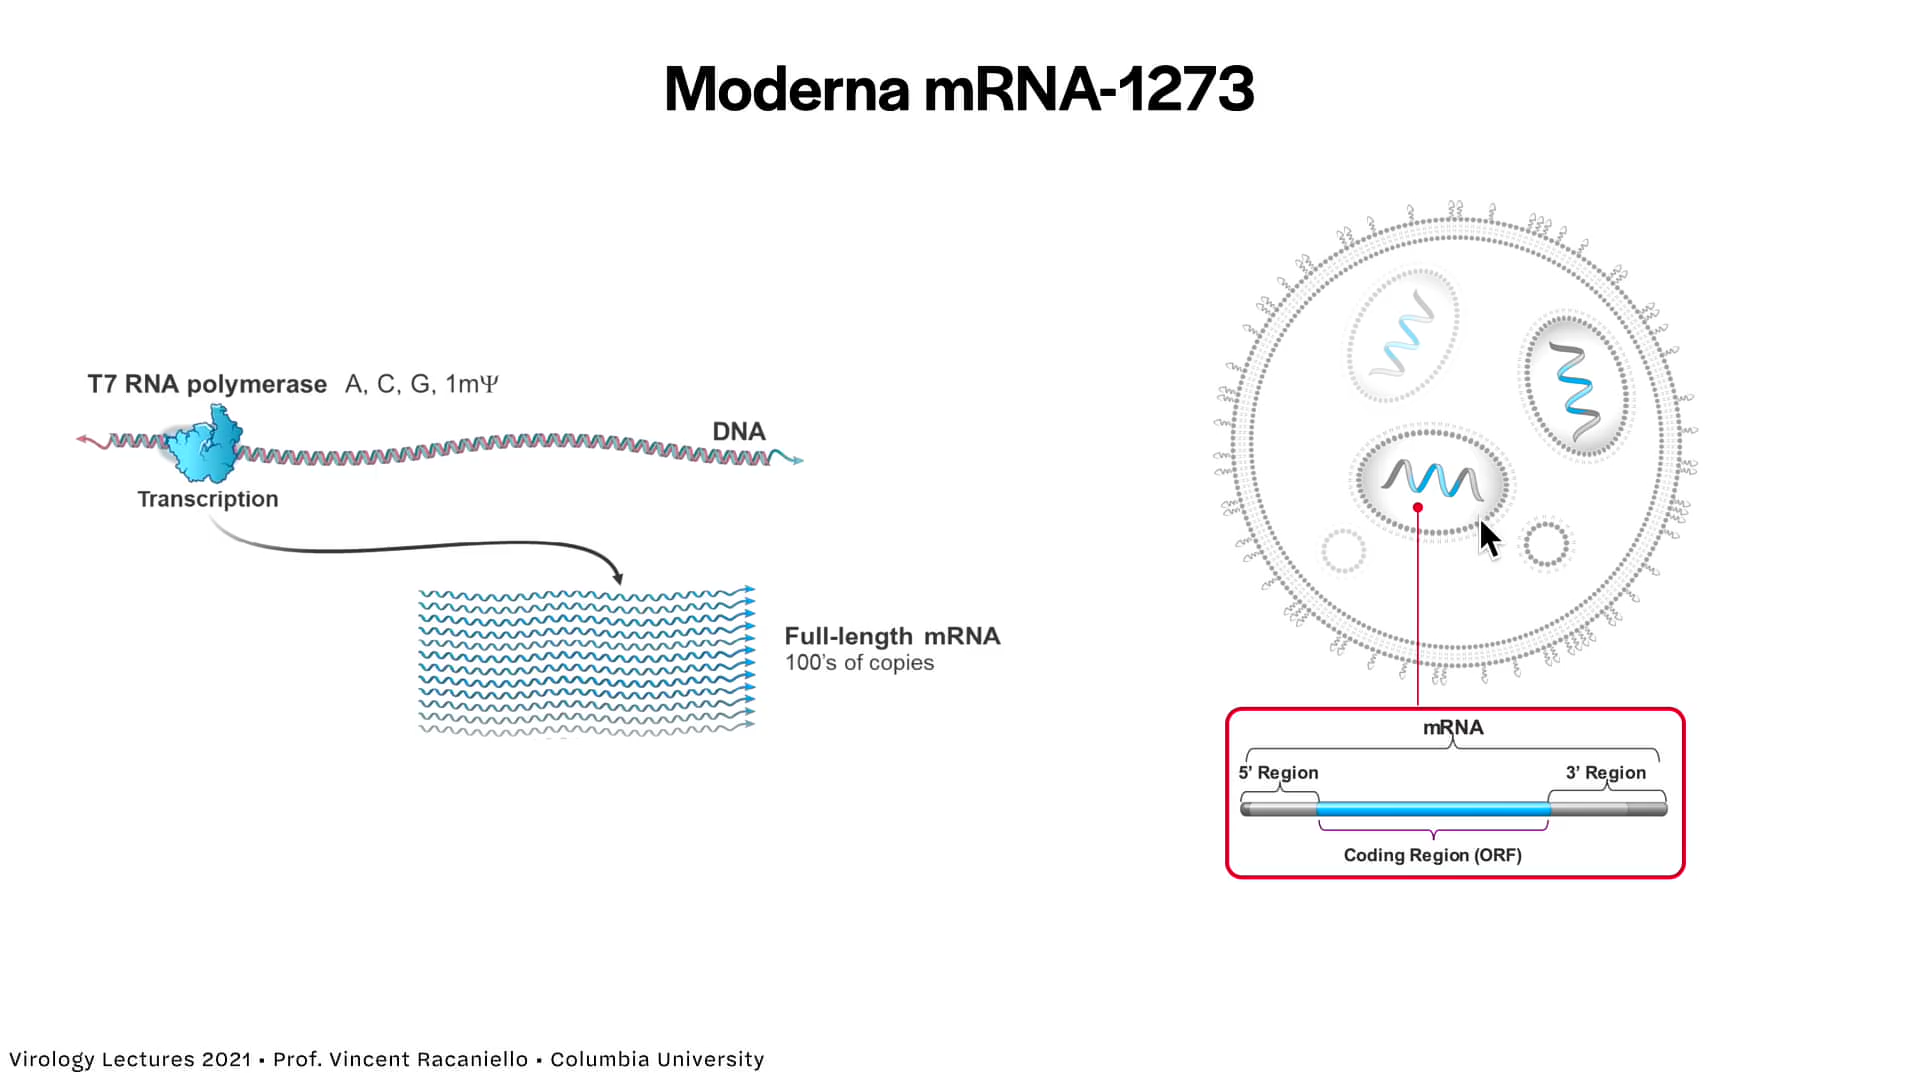 Moderna mRNA-1273
T7 RNA polymerase A, C, G, 1mΨ
DNA
Transcription
Full-length mRNA
100’s of copies
mRNA
5’ Region
3’ Region
Coding Region (ORF)
Virology Lectures 2021 • Prof. Vincent Racaniello • Columbia University